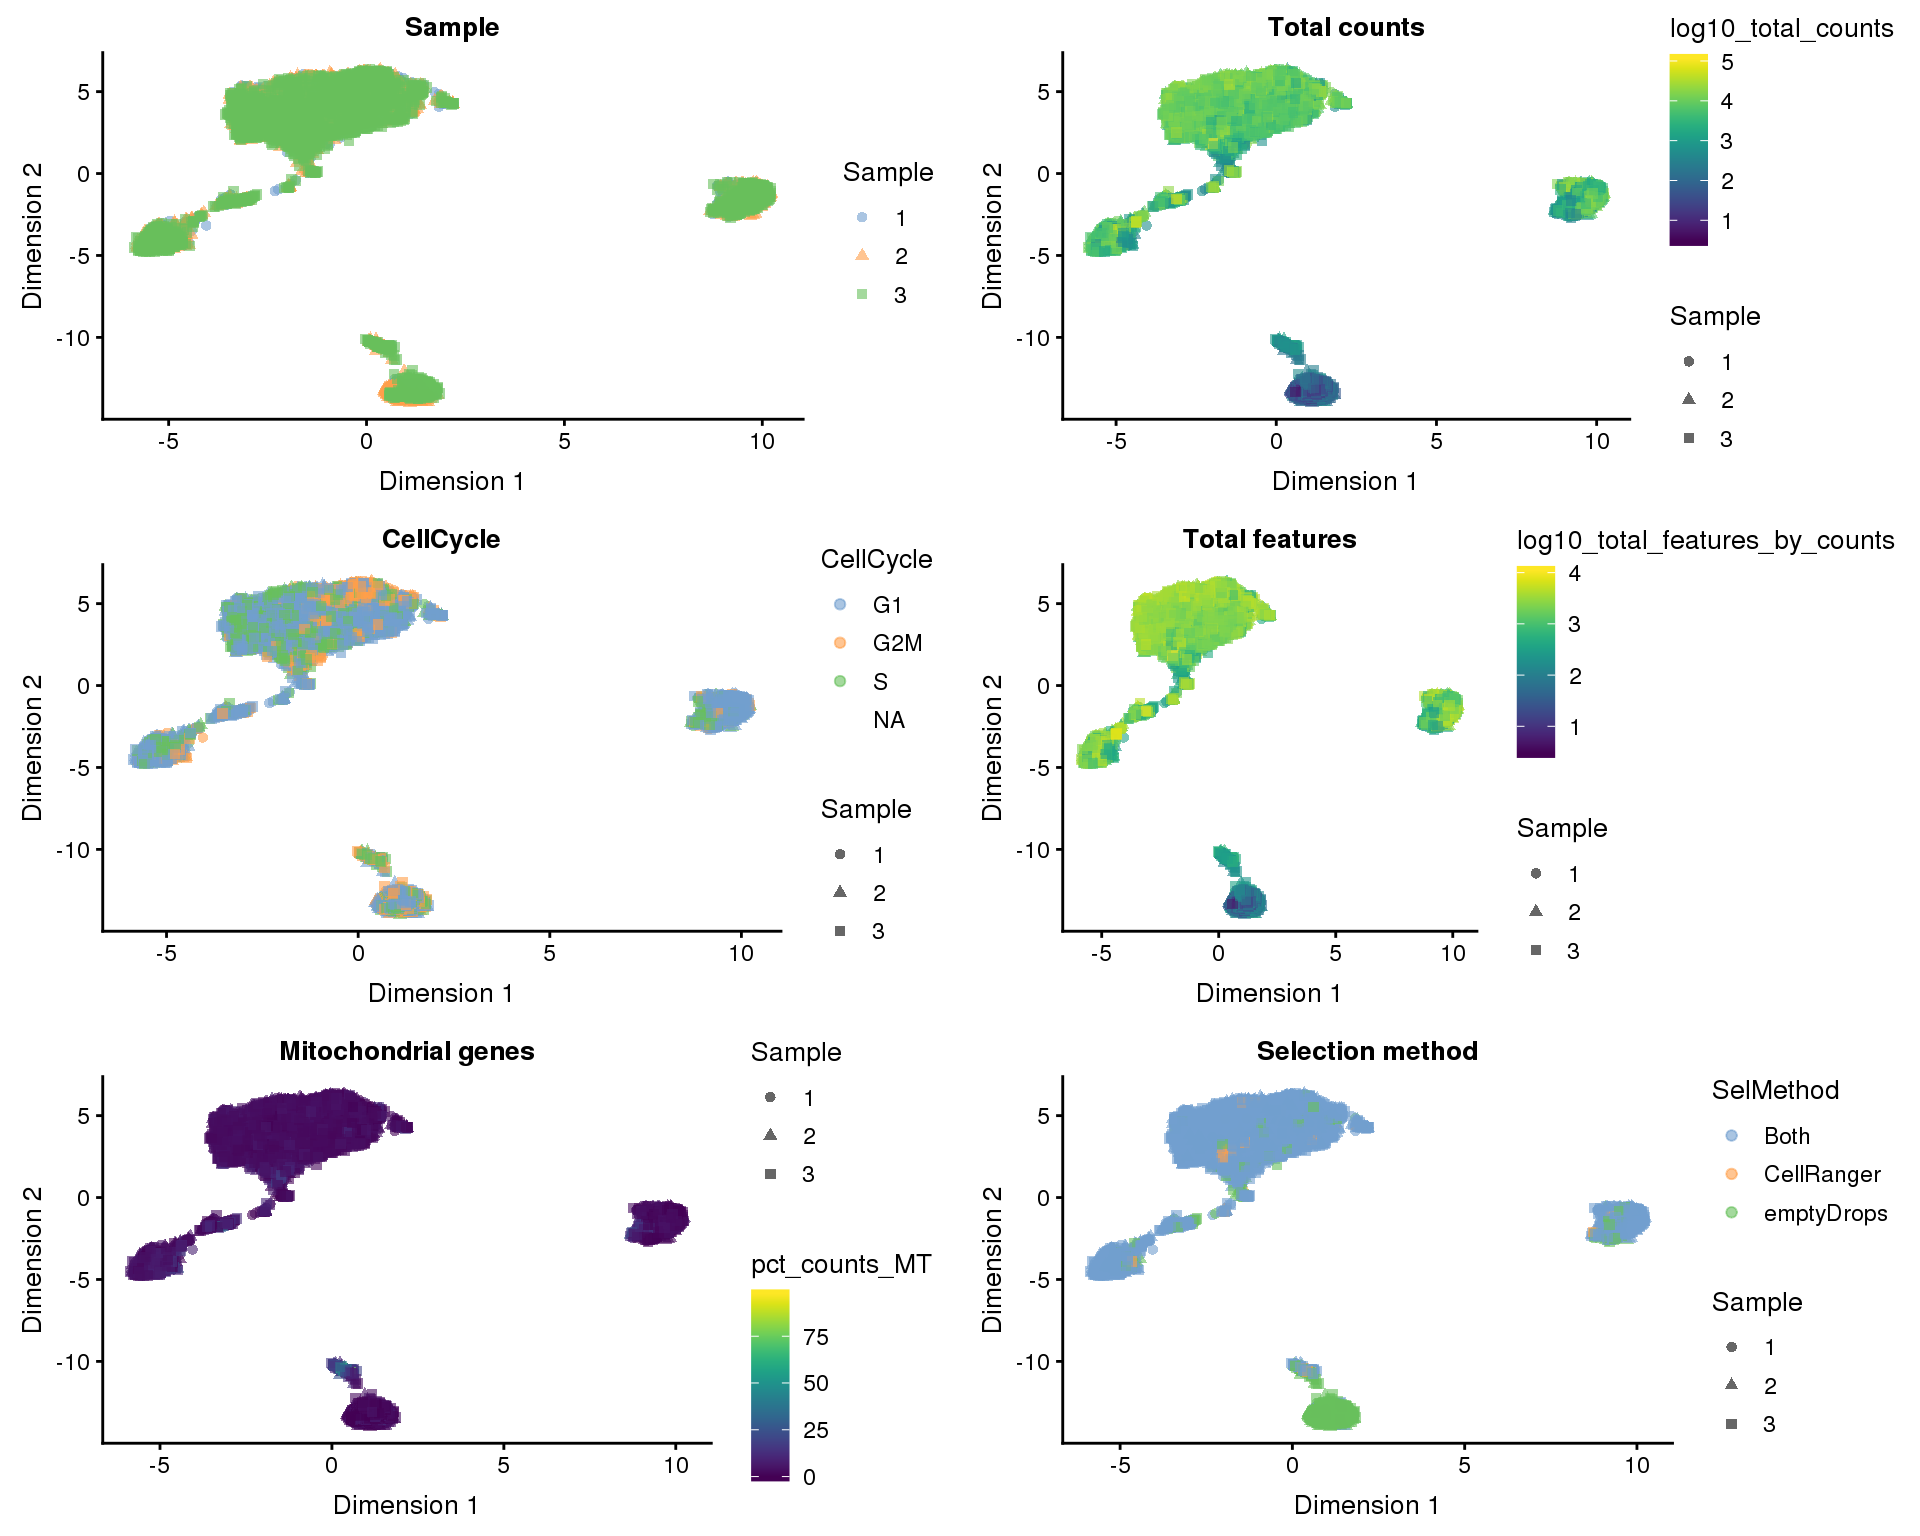 Sample
Dimension 2
5
0
-5
-10
-5
0
5
10
Dimension 1
Sample
1
2
3
Total counts
Dimension 2
5
0
-5
-10
-5
0
5
10
Dimension 1
log10_total_counts
5
4
3
2
1
Sample
1
2
3
CellCycle
Dimension 2
5
0
-5
-10
-5
0
5
10
Dimension 1
CellCycle
G1
G2M
S
NA
Sample
1
2
3
Total features
Dimension 2
5
0
-5
-10
-5
0
5
10
Dimension 1
log10_total_features_by_counts
4
3
2
1
Sample
1
2
3
Mitochondrial genes
Dimension 2
5
0
-5
-10
-5
0
5
10
Dimension 1
Sample
1
2
3
pct_counts_MT
75
50
25
0
Selection method
Dimension 2
5
0
-5
-10
-5
0
5
10
Dimension 1
SelMethod
Both
CellRanger
emptyDrops
Sample
1
2
3